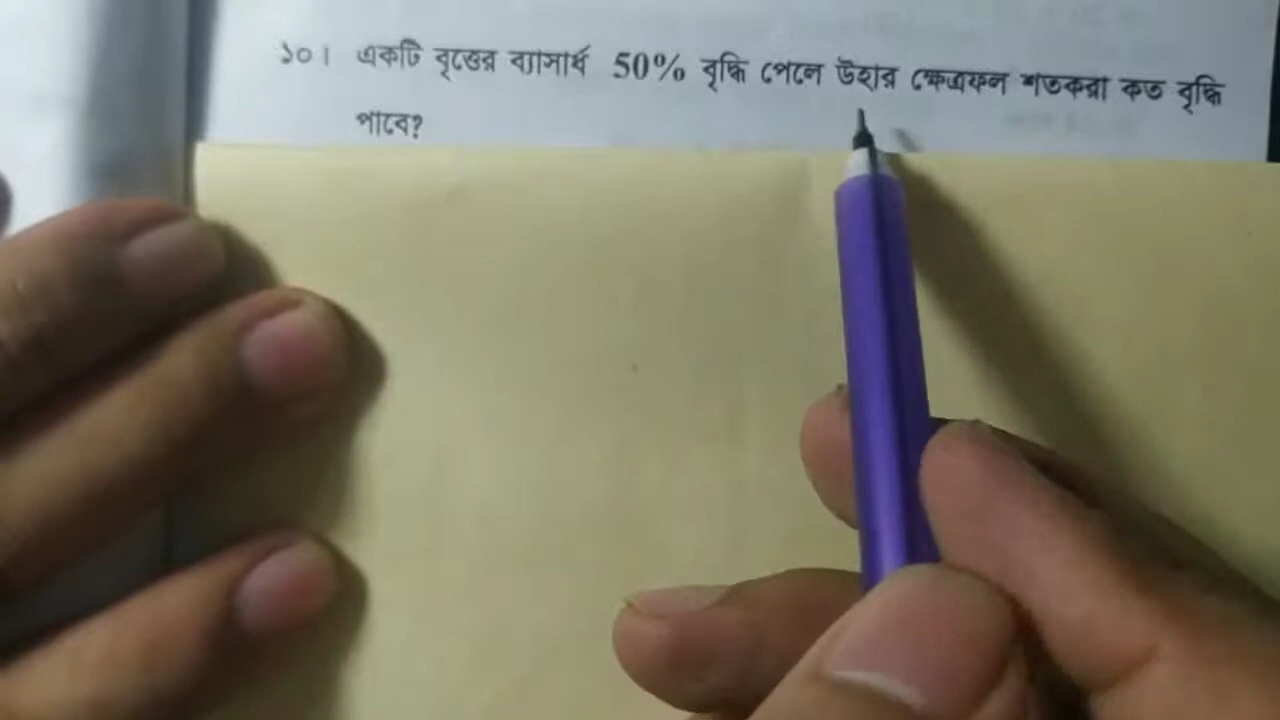 ১০। একটি বৃত্তের ব্যাসার্ধ 50% বৃদ্ধি পেলে উহার ক্ষেত্রফল শতকরা কত বৃদ্ধি
পাবে?